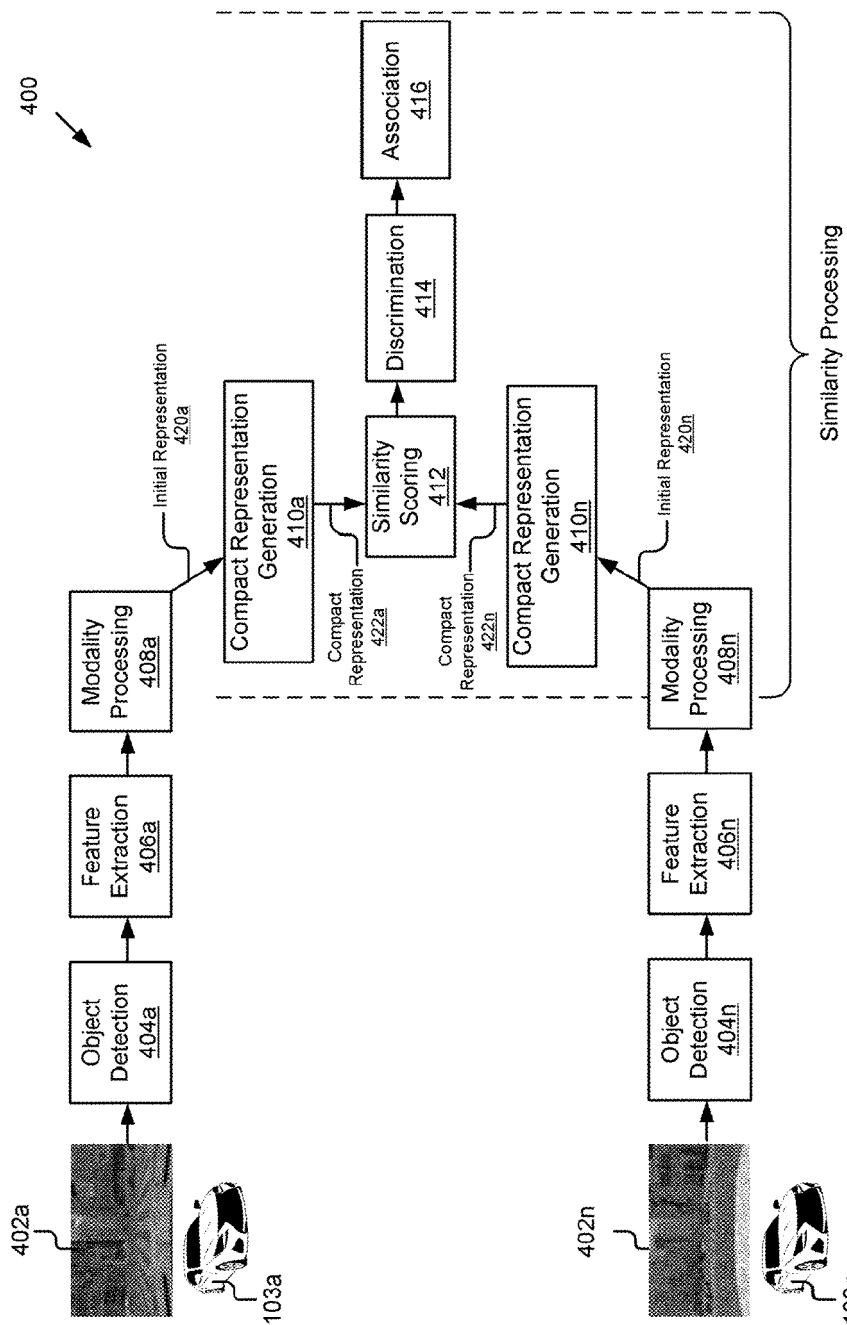 400
402a
103a
Object
Detection
404a
Feature
Extraction
406a
Modality
Processing
408a
Initial Representation
420a
Compact Representation
Generation
410a
Compact
Representation
422a
Similarity
Scoring
412
Discrimination
414
Association
416
Compact
Representation
422n
Compact Representation
Generation
410n
Initial Representation
420n
402n
Object
Detection
404n
Feature
Extraction
406n
Modality
Processing
408n
Similarity Processing